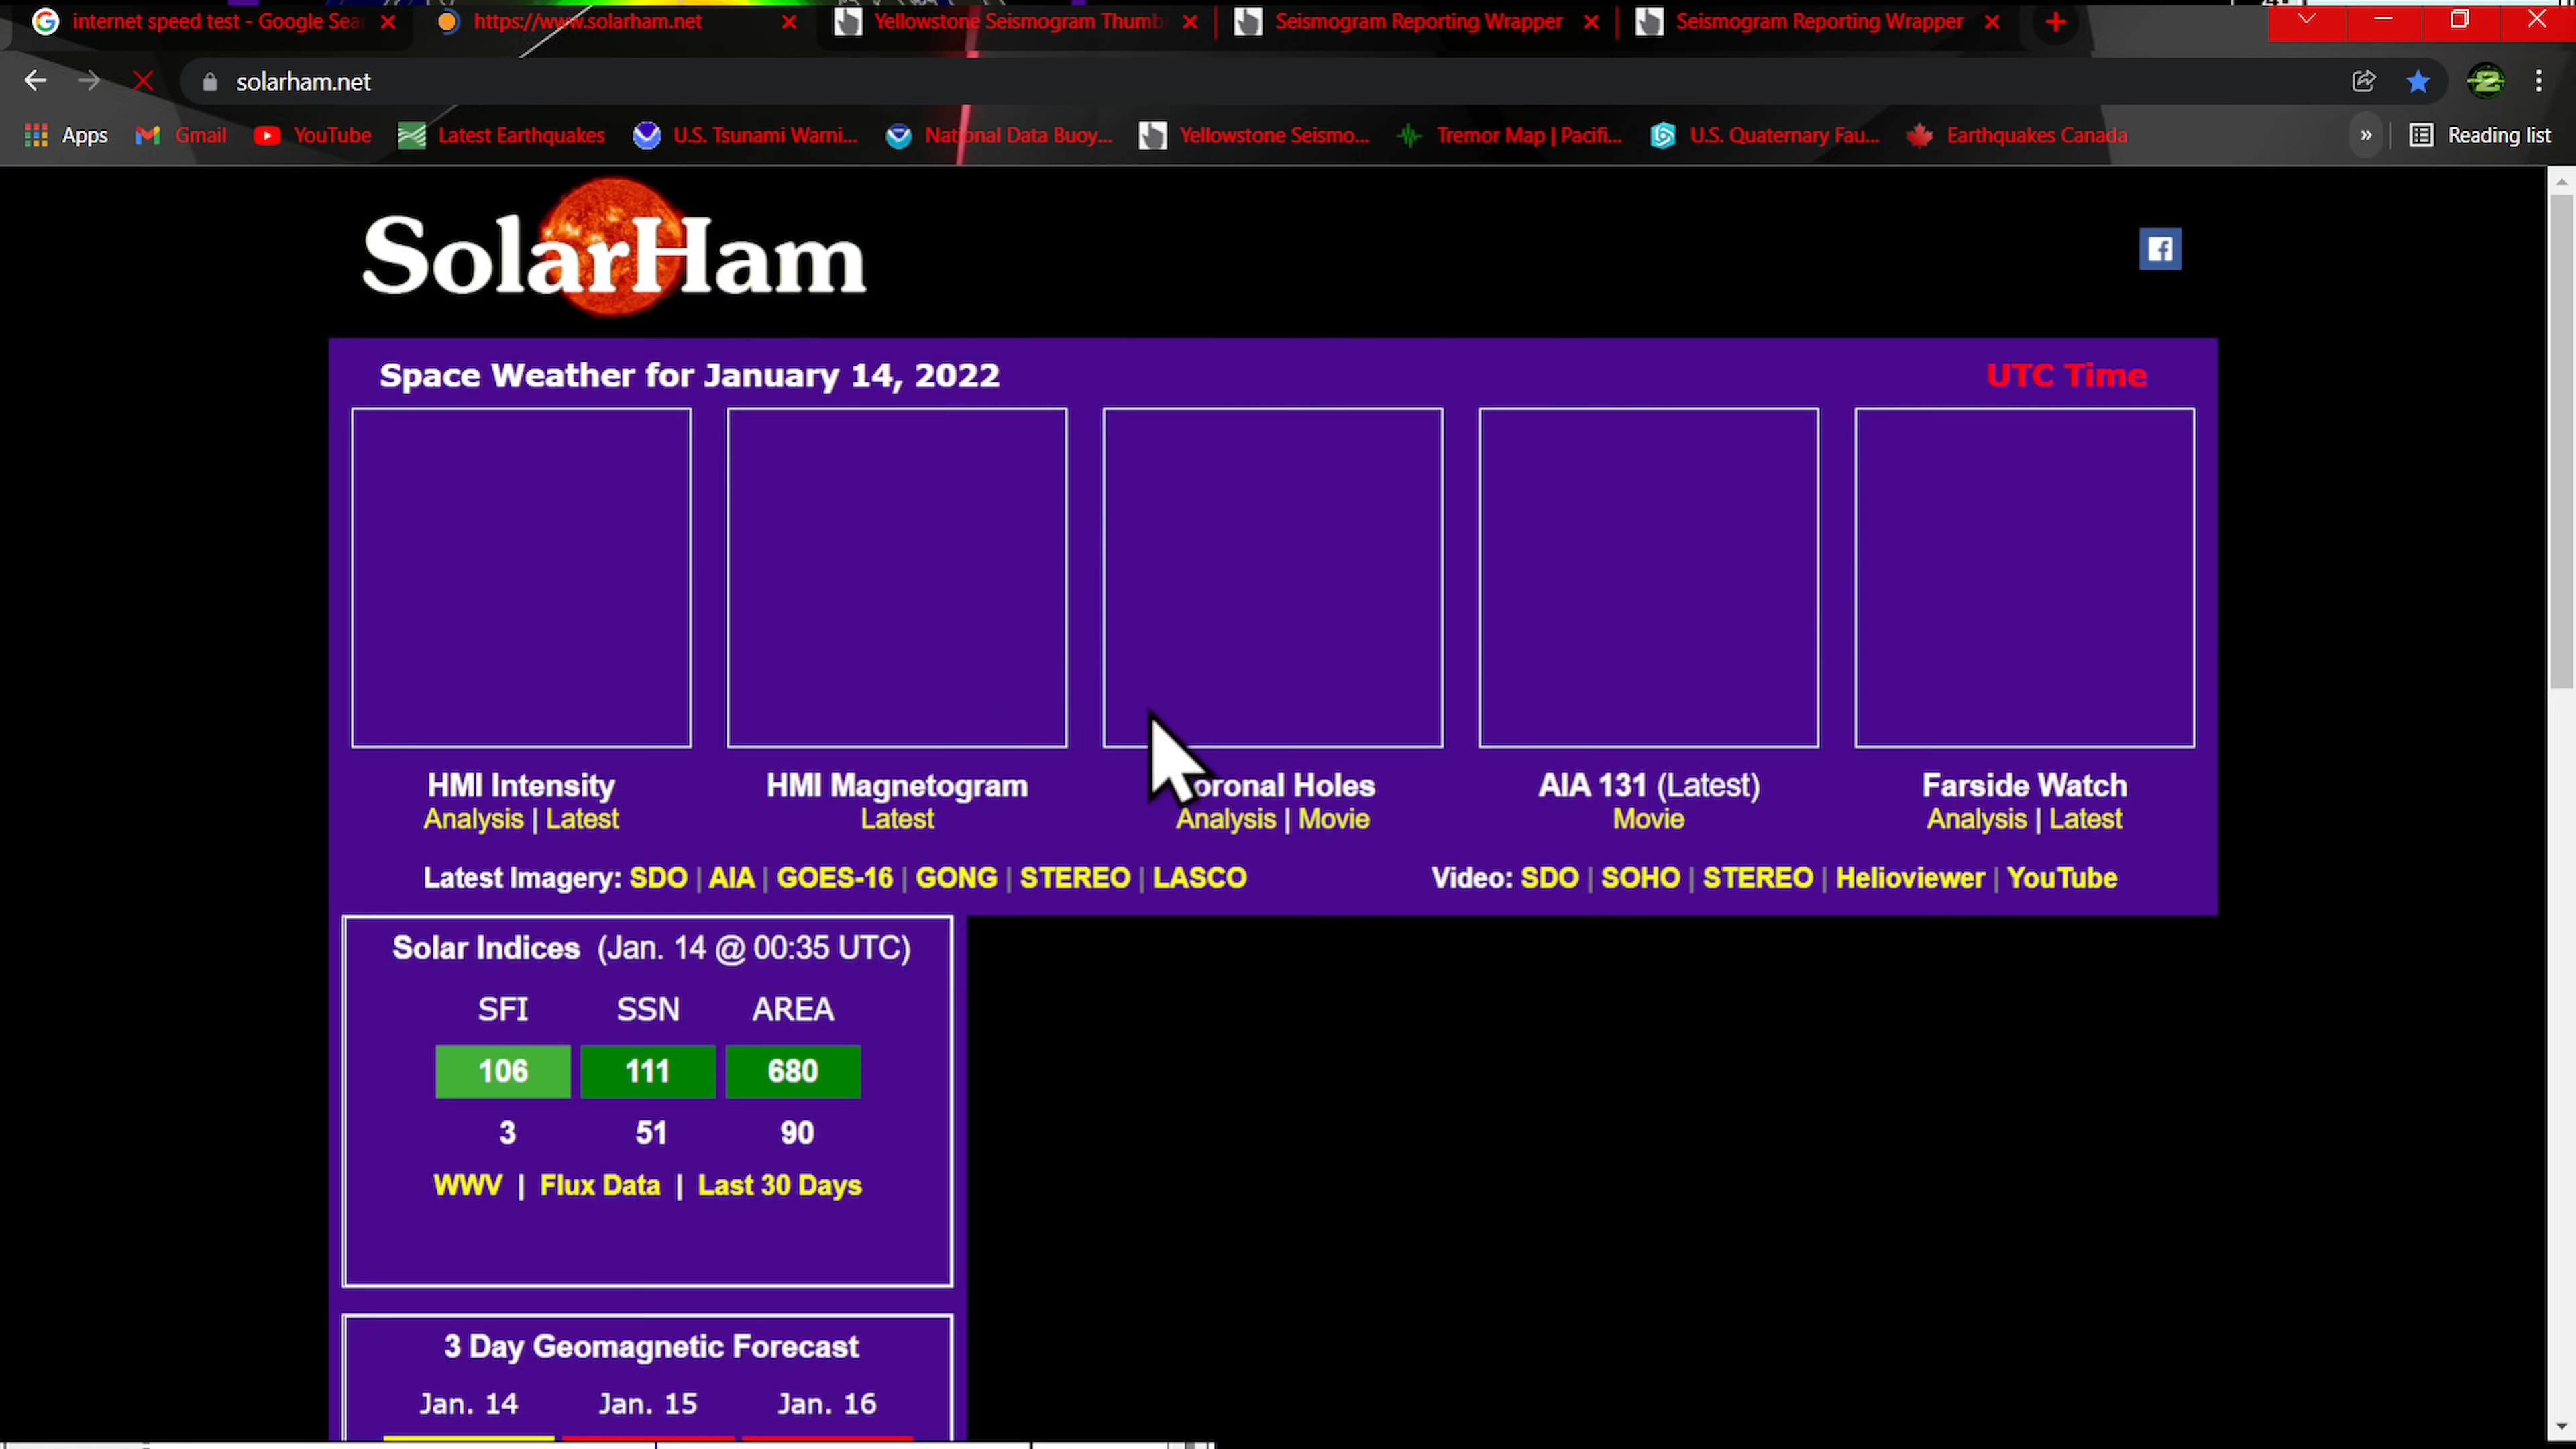 internet speed test - Google Sear
https://www.solarham.net
Yellowstone Seismogram Thumb
Seismogram Reporting Wrapper
Seismogram Reporting Wrapper
solarham.net
Apps
Gmail
YouTube
Latest Earthquakes
U.S. Tsunami Warni...
National Data Buoy...
Yellowstone Seismo...
Tremor Map | Pacifi...
U.S. Quaternary Fau...
Earthquakes Canada
»
Reading list
SolarHam
Space Weather for January 14, 2022
UTC Time
HMI Intensity
Analysis | Latest
HMI Magnetogram
Latest
oronal Holes
Analysis | Movie
AIA 131 (Latest)
Movie
Farside Watch
Analysis | Latest
Latest Imagery: SDO | AIA | GOES-16 | GONG | STEREO | LASCO
Video: SDO | SOHO | STEREO | Helioviewer | YouTube
Solar Indices (Jan. 14 @ 00:35 UTC)
SFI SSN AREA
106 111 680
3 51 90
WWV | Flux Data | Last 30 Days
3 Day Geomagnetic Forecast
Jan. 14 Jan. 15 Jan. 16